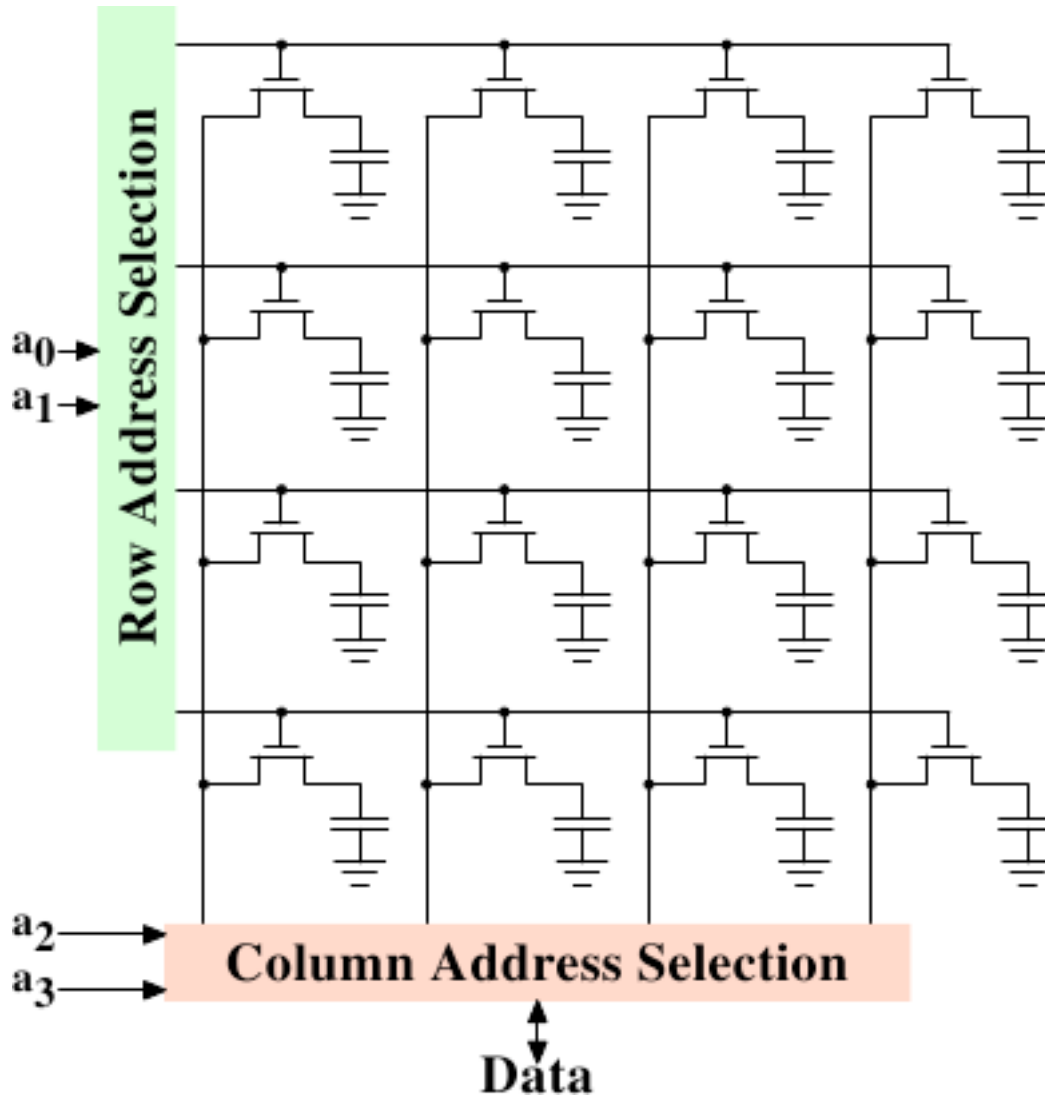 Row Address Selection
a0
a1
a2
a3
Column Address Selection
Data